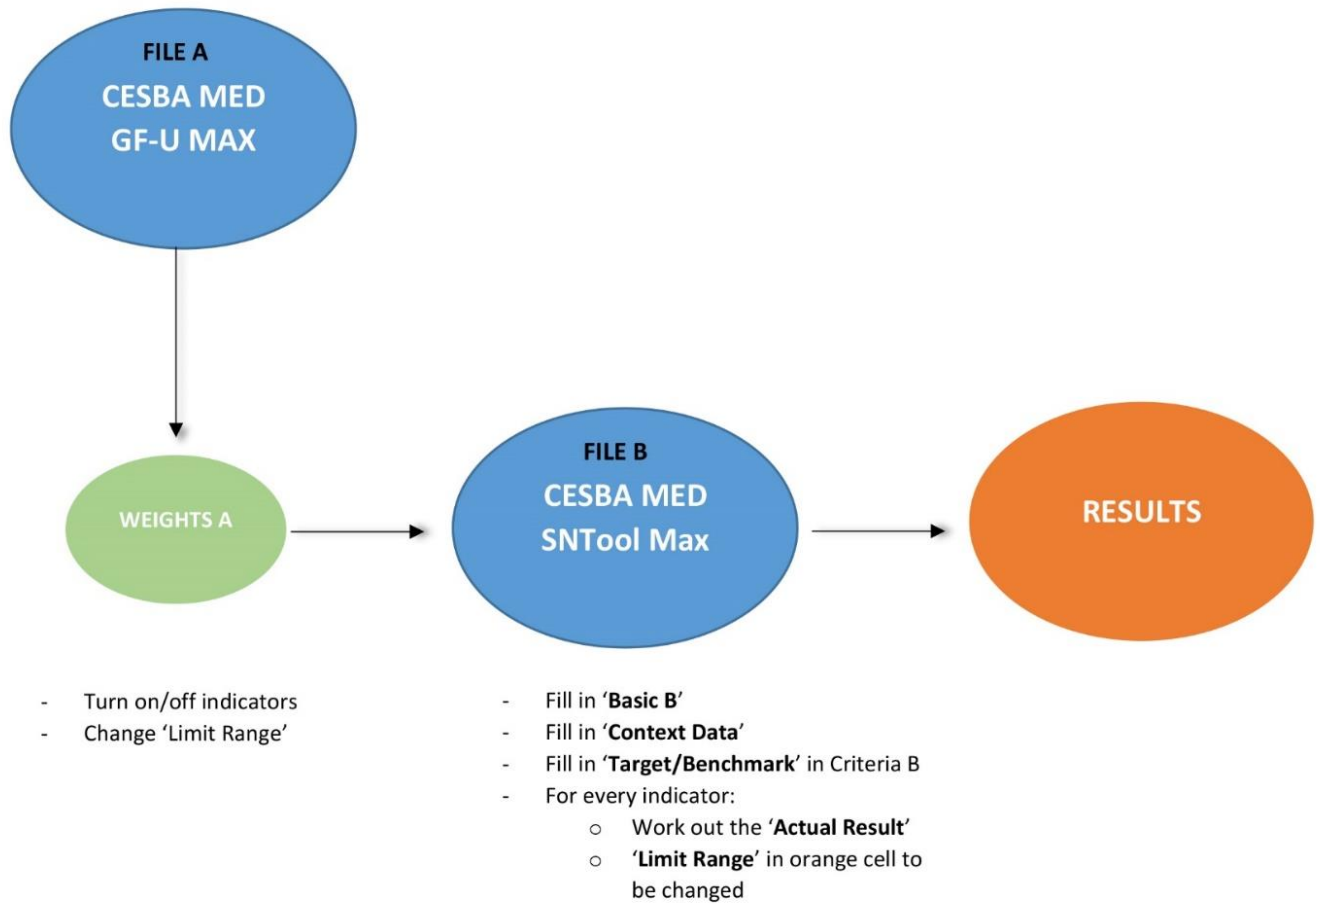 FILE A
CESBA MED
GF-U MAX
WEIGHTS A
FILE B
CESBA MED
SNTool Max
RESULTS
- Turn on/off indicators
- Change ‘Limit Range’
- Fill in ‘Basic B’
- Fill in ‘Context Data’
- Fill in ‘Target/Benchmark’ in Criteria B
- For every indicator:
o Work out the ‘Actual Result’
o ‘Limit Range’ in orange cell to
be changed